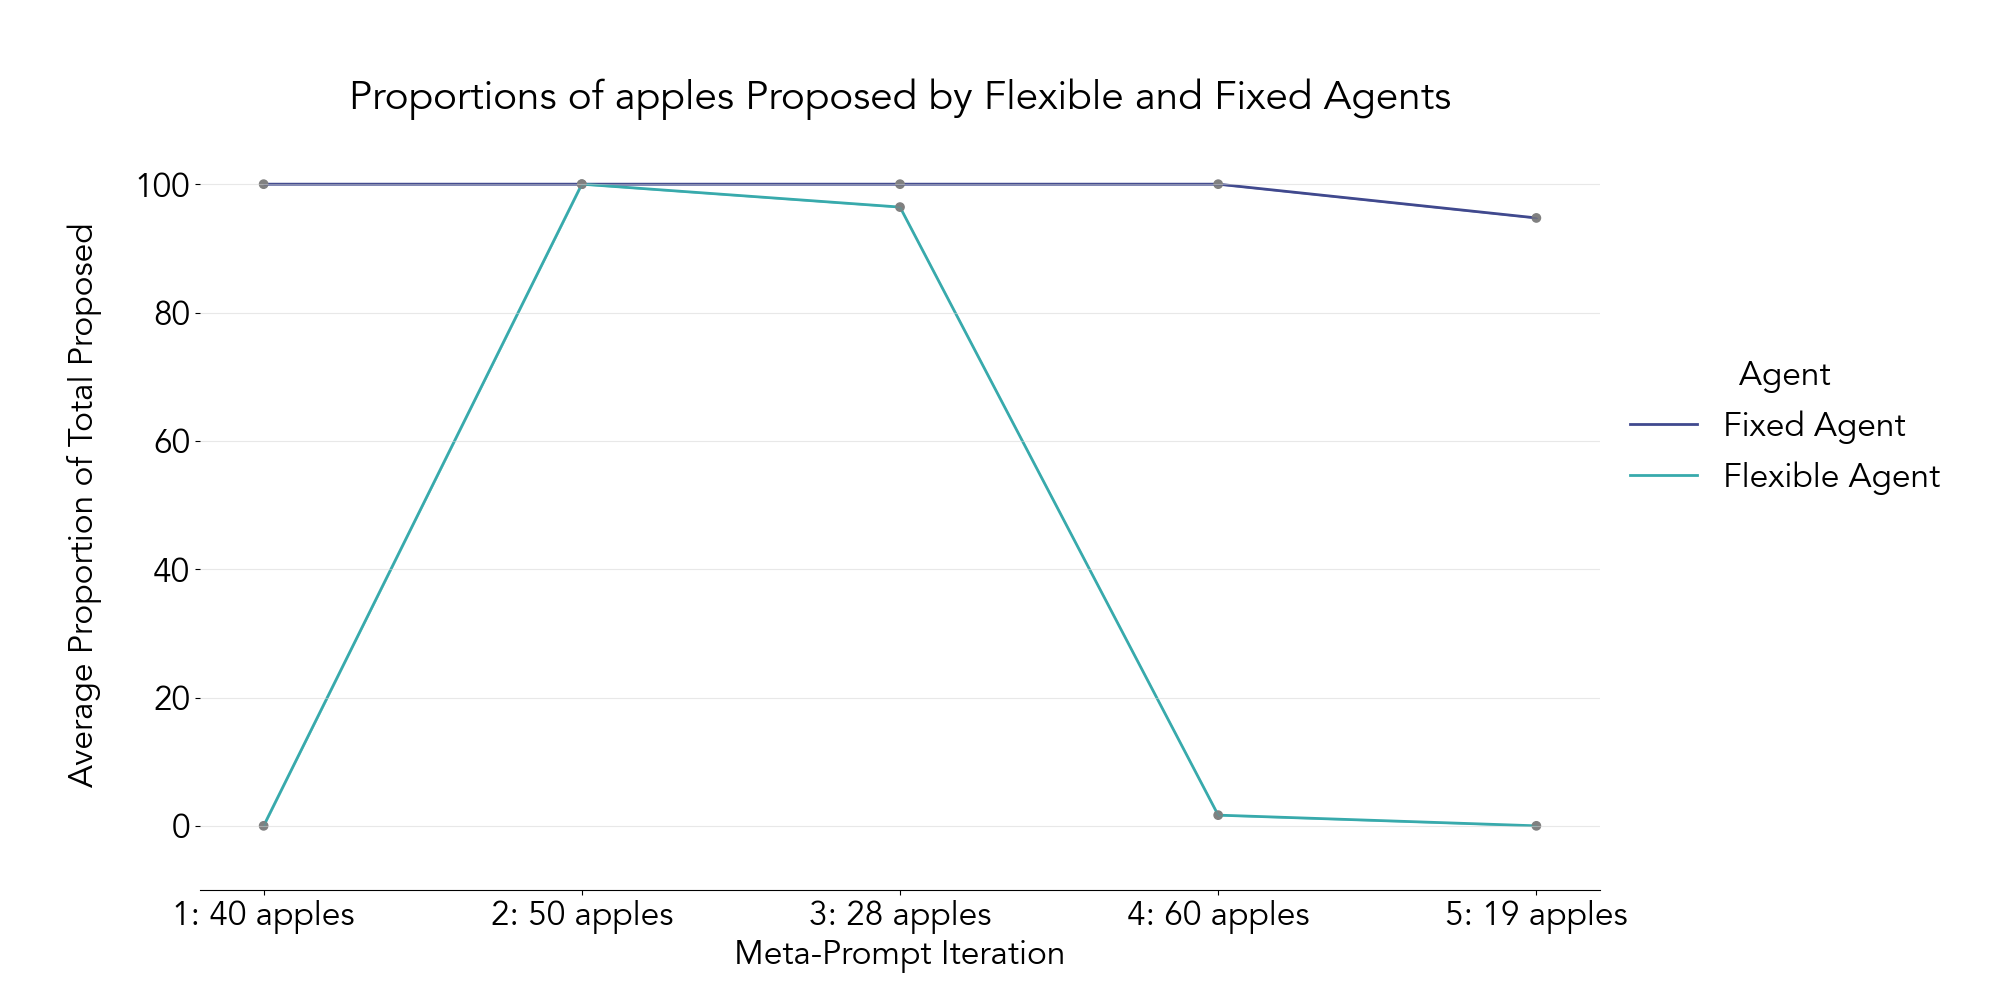 Proportions of apples Proposed by Flexible and Fixed Agents
Average Proportion of Total Proposed
100
80
60
40
20
0
1: 40 apples
2: 50 apples
3: 28 apples
4: 60 apples
5: 19 apples
Meta-Prompt Iteration
Agent
Fixed Agent
Flexible Agent